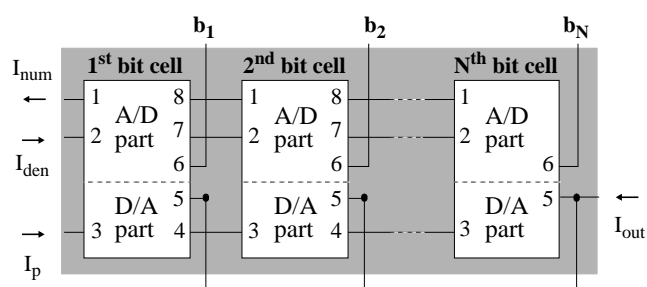 b1 b2 bN
1st bit cell 2nd bit cell Nth bit cell
Inum
1 8 1 8 1
A/D part A/D part A/D part
2 7 2 7 2
Iden
6 6 6
5 5 5
D/A part D/A part D/A part
3 4 3 4 3
Ip
Iout